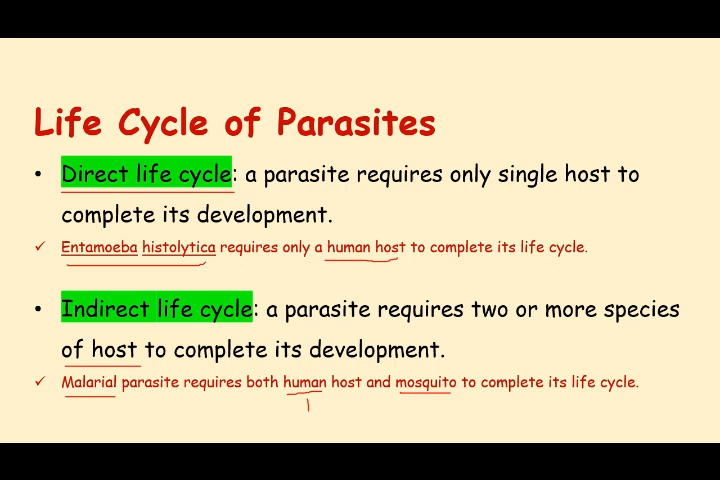 Life Cycle of Parasites
• Direct life cycle: a parasite requires only single host to
complete its development.
✓ Entamoeba histolytica requires only a human host to complete its life cycle.
• Indirect life cycle: a parasite requires two or more species
of host to complete its development.
✓ Malarial parasite requires both human host and mosquito to complete its life cycle.